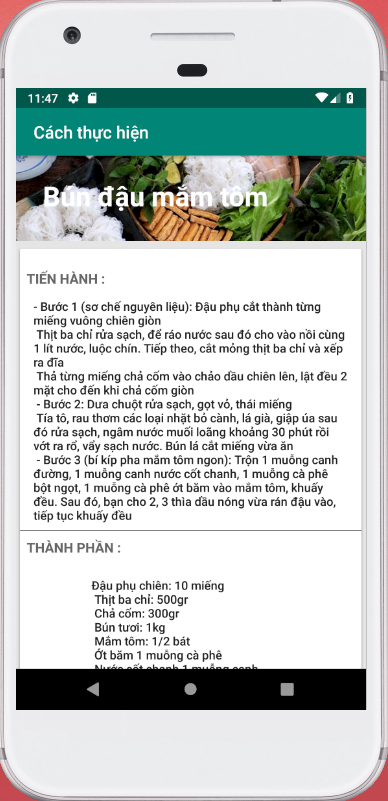 11:47
Cách thực hiện
Bún đậu mắm tôm
TIẾN HÀNH :
- Bước 1 (sơ chế nguyên liệu): Đậu phụ cắt thành từng
miếng vuông chiên giòn
Thịt ba chỉ rửa sạch, để ráo nước sau đó cho vào nồi cùng
1 lít nước, luộc chín. Tiếp theo, cắt mỏng thịt ba chỉ và xếp
ra đĩa
Thả từng miếng chả cốm vào chảo dầu chiên lên, lật đều 2
mặt cho đến khi chả cốm giòn
- Bước 2: Dưa chuột rửa sạch, gọt vỏ, thái miếng
Tía tô, rau thơm các loại nhặt bỏ cành, lá già, giập úa sau
đó rửa sạch, ngâm nước muối loãng khoảng 30 phút rồi
vớt ra rổ, vẩy sạch nước. Bún lá cắt miếng vừa ăn
- Bước 3 (bí kíp pha mắm tôm ngon): Trộn 1 muỗng canh
đường, 1 muỗng canh nước cốt chanh, 1 muỗng cà phê
bột ngọt, 1 muỗng cà phê ớt băm vào mắm tôm, khuấy
đều. Sau đó, bạn cho 2, 3 thìa dầu nóng vừa rán đậu vào,
tiếp tục khuấy đều
THÀNH PHẦN :
Đậu phụ chiên: 10 miếng
Thịt ba chỉ: 500gr
Chả cốm: 300gr
Bún tươi: 1kg
Mắm tôm: 1/2 bát
Ớt băm 1 muỗng cà phê
Nước cốt chanh 1 muỗng canh